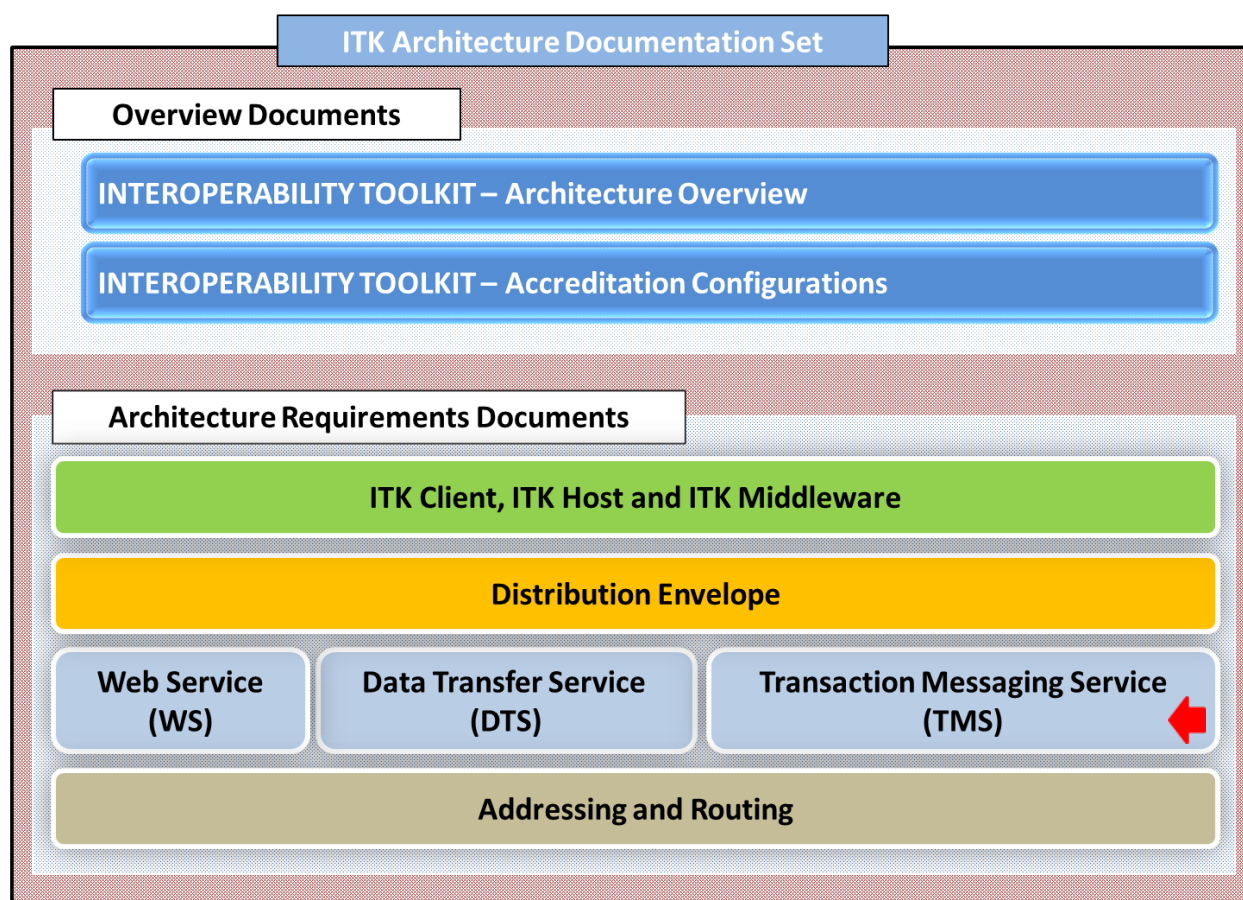 ITK Architecture Documentation Set
Overview Documents
INTEROPERABILITY TOOLKIT – Architecture Overview
INTEROPERABILITY TOOLKIT – Accreditation Configurations
Architecture Requirements Documents
ITK Client, ITK Host and ITK Middleware
Distribution Envelope
Web Service
(WS)
Data Transfer Service
(DTS)
Transaction Messaging Service
(TMS)
Addressing and Routing